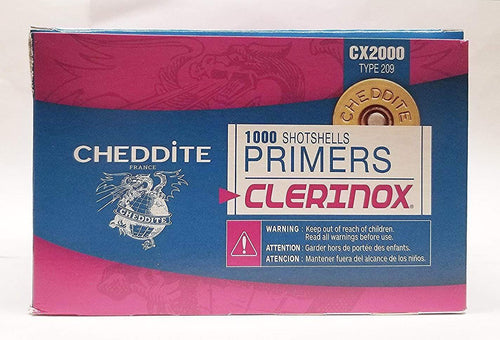 CX2000
TYPE 209
CHEDDITE
1000 SHOTSHELLS
PRIMERS
CLERINOX®
CHEDDiTE
FRANCE
CHEDDITE
WARNING : Keep out of reach of children.
Read all warnings before use.
ATTENTION : Garder hors de portée des enfants.
ATENCION : Mantener fuera del alcance de los niños.